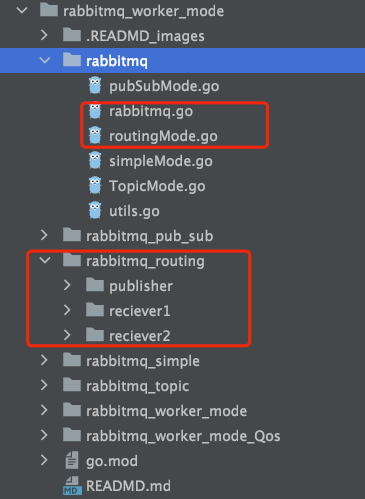 rabbitmq_worker_mode
.READMD_images
rabbitmq
pubSubMode.go
rabbitmq.go
routingMode.go
simpleMode.go
TopicMode.go
utils.go
rabbitmq_pub_sub
rabbitmq_routing
publisher
reciever1
reciever2
rabbitmq_simple
rabbitmq_topic
rabbitmq_worker_mode
rabbitmq_worker_mode_Qos
go.mod
MD READMD.md